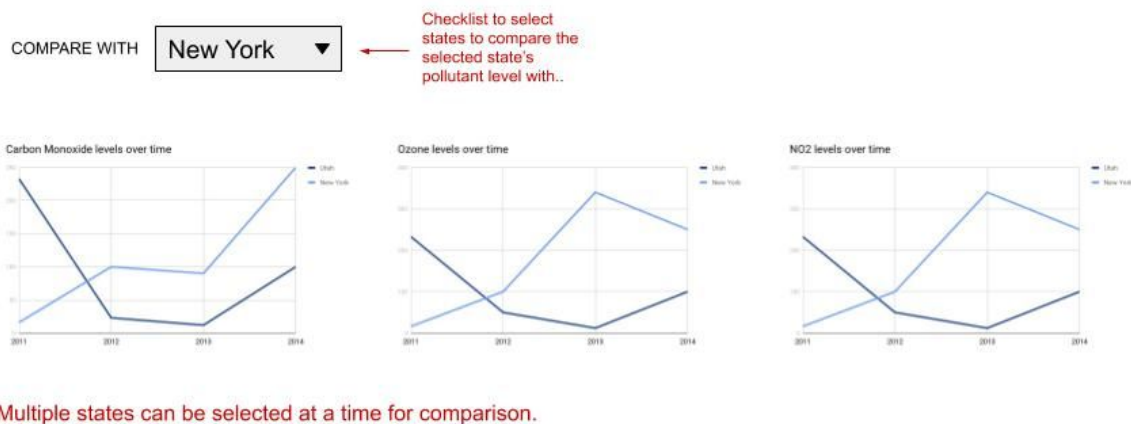 COMPARE WITH
New York
Checklist to select
states to compare the
selected state's
pollutant level with..
Carbon Monoxide levels over time
Utah
New York
2011 2012 2013 2014
Ozone levels over time
Utah
New York
2011 2012 2013 2014
NO2 levels over time
Utah
New York
2011 2012 2013 2014
Multiple states can be selected at a time for comparison.